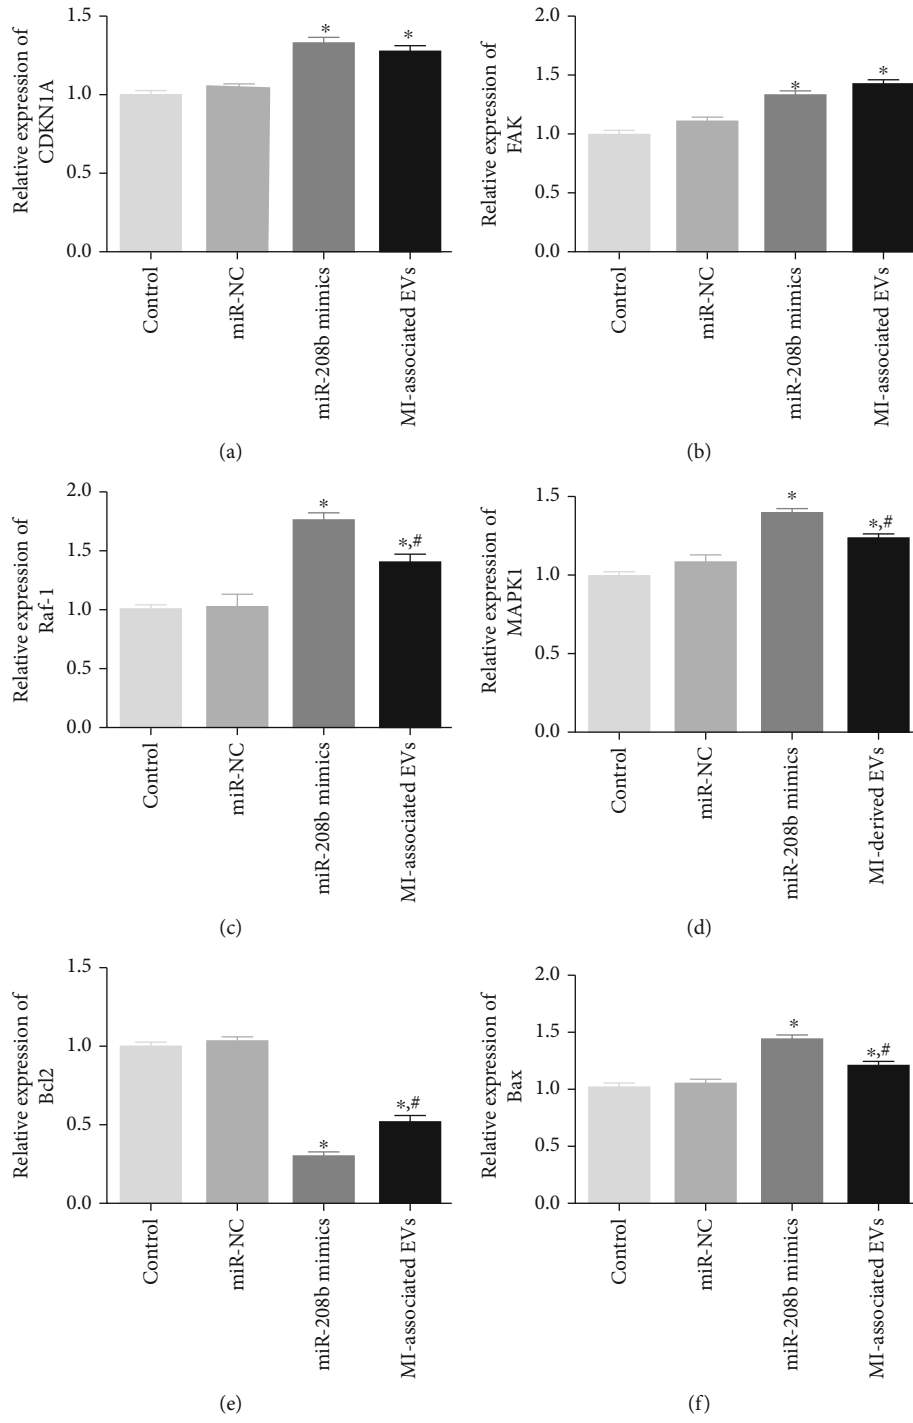 Relative expression of
CDKN1A
1.5
1.0
0.5
0.0
*
*
Control
miR-NC
miR-208b mimics
MI-associated EVs
(a)
Relative expression of
FAK
2.0
1.5
1.0
0.5
0.0
*
*
Control
miR-NC
miR-208b mimics
MI-associated EVs
(b)
Relative expression of
Raf-1
2.0
1.5
1.0
0.5
0.0
*
*,#
Control
miR-NC
miR-208b mimics
MI-associated EVs
(c)
Relative expression of
MAPK1
1.5
1.0
0.5
0.0
*
*,#
Control
miR-NC
miR-208b mimics
MI-derived EVs
(d)
Relative expression of
Bcl2
1.5
1.0
0.5
0.0
*
*,#
Control
miR-NC
miR-208b mimics
MI-associated EVs
(e)
Relative expression of
Bax
2.0
1.5
1.0
0.5
0.0
*
*,#
Control
miR-NC
miR-208b mimics
MI-associated EVs
(f)